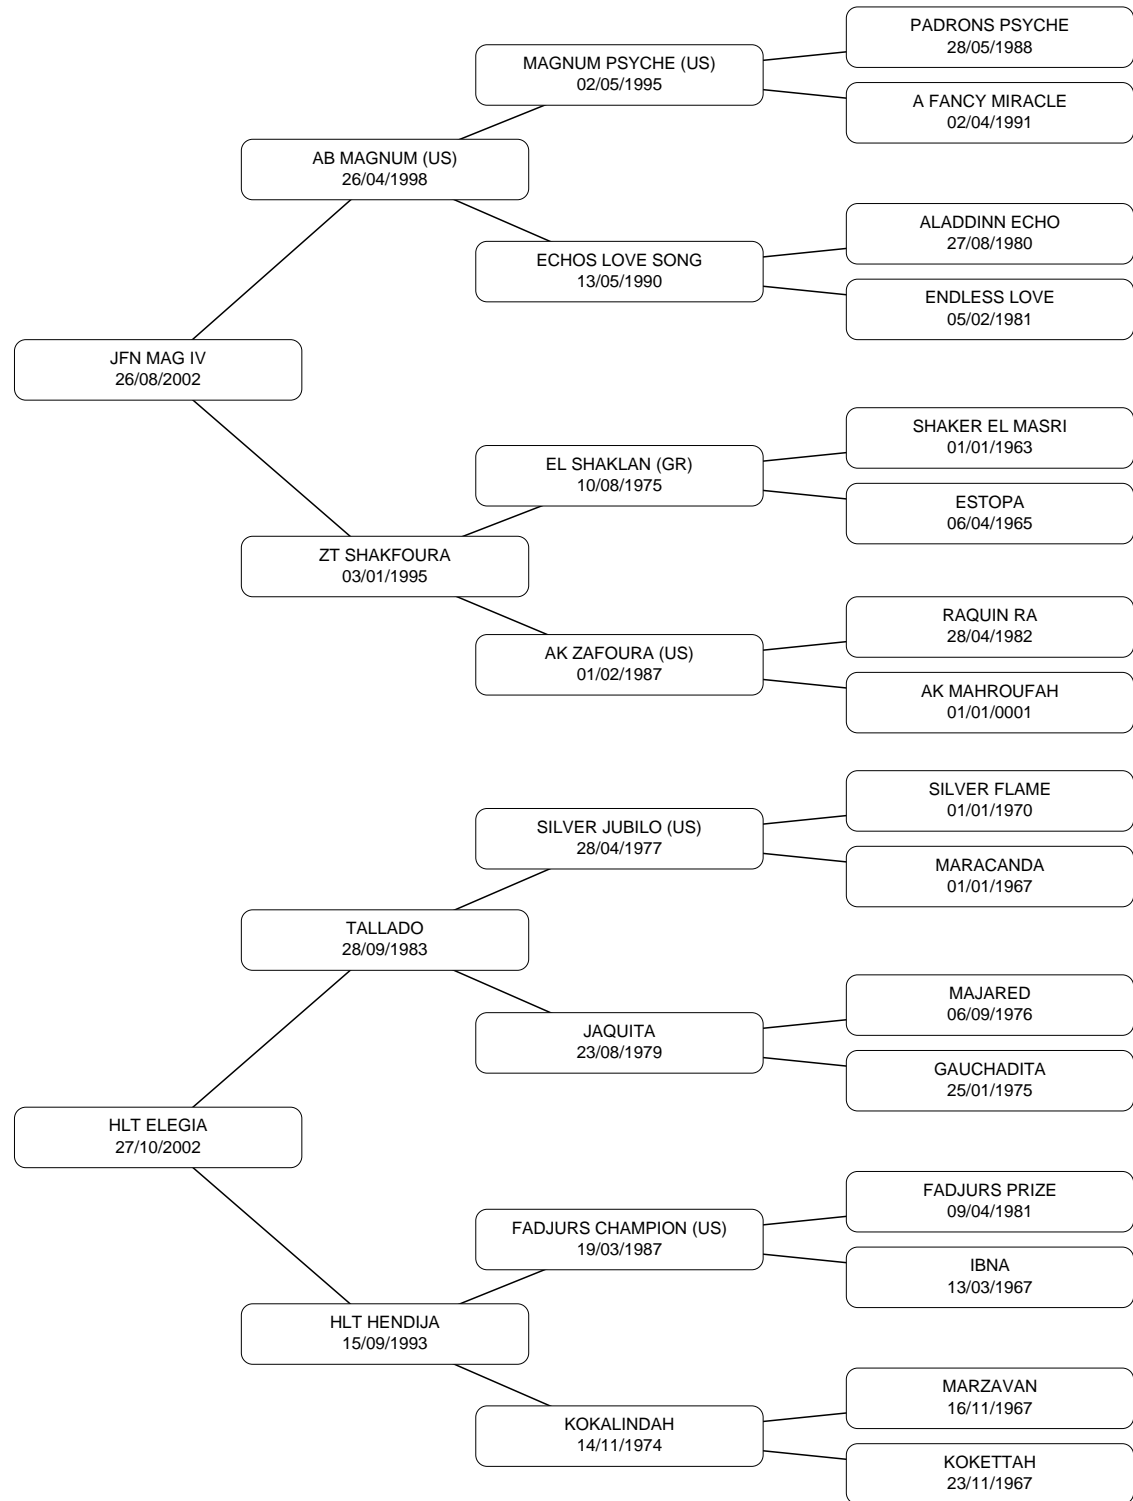 PADRONS PSYCHE
28/05/1988
MAGNUM PSYCHE (US)
02/05/1995
A FANCY MIRACLE
02/04/1991
AB MAGNUM (US)
26/04/1998
ALADDINN ECHO
27/08/1980
ECHOS LOVE SONG
13/05/1990
ENDLESS LOVE
05/02/1981
JFN MAG IV
26/08/2002
SHAKER EL MASRI
01/01/1963
EL SHAKLAN (GR)
10/08/1975
ESTOPA
06/04/1965
ZT SHAKFOURA
03/01/1995
RAQUIN RA
28/04/1982
AK ZAFOURA (US)
01/02/1987
AK MAHROUFAH
01/01/0001
SILVER FLAME
01/01/1970
SILVER JUBILO (US)
28/04/1977
MARACANDA
01/01/1967
TALLADO
28/09/1983
MAJARED
06/09/1976
JAQUITA
23/08/1979
GAUCHADITA
25/01/1975
HLT ELEGIA
27/10/2002
FADJURS PRIZE
09/04/1981
FADJURS CHAMPION (US)
19/03/1987
IBNA
13/03/1967
HLT HENDIJA
15/09/1993
MARZAVAN
16/11/1967
KOKALINDAH
14/11/1974
KOKETTAH
23/11/1967